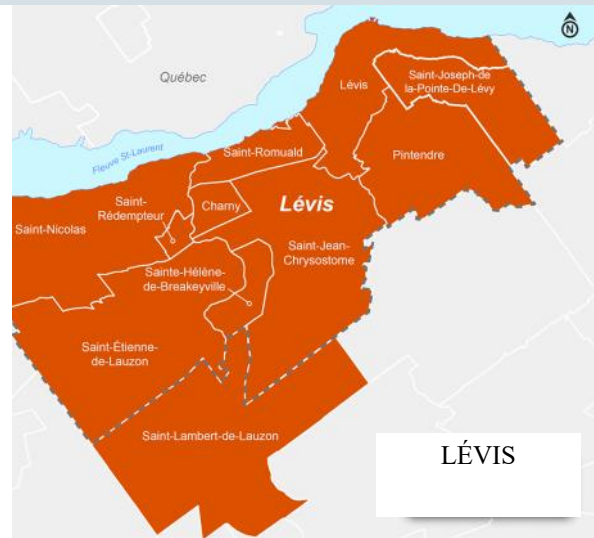 N
Québec
Lévis
Saint-Joseph-de
la-Pointe-De-Lévy
Fleuve St-Laurent
Saint-Romuald
Pintendre
Saint-
Rédempteur
Charny
Lévis
Saint-Nicolas
Saint-Jean-
Chrysostome
Sainte-Hélène-
de-Breakeyville
Saint-Étienne-
de-Lauzon
Saint-Lambert-de-Lauzon
LÉVIS